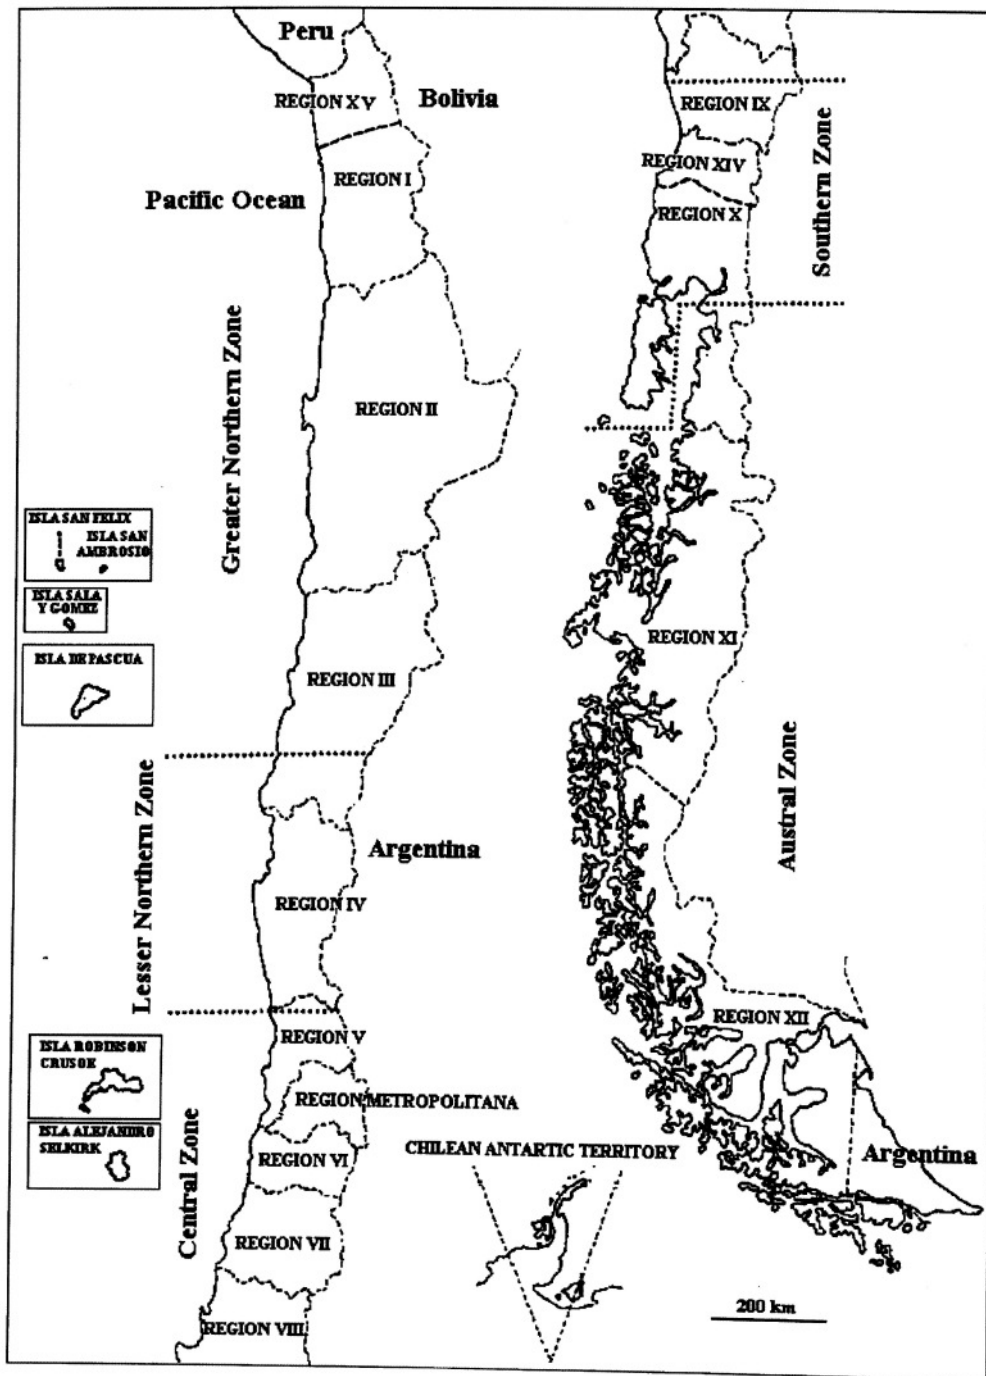 Peru
REGION XV
Bolivia
REGION I
Pacific Ocean
Greater Northern Zone
REGION II
ISLA SAN FELIX
ISLA SAN
AMBROSIO
ISLA SALA
Y GOMEZ
ISLA DE PASCUA
REGION III
Lesser Northern Zone
Argentina
REGION IV
REGION V
ISLA ROBINSON
CRUSOE
REGION METROPOLITANA
ISLA ALEJANDRO
SELKIRK
Central Zone
REGION VI
REGION VII
REGION VIII
CHILEAN ANTARTIC TERRITORY
REGION IX
REGION XIV
REGION X
Southern Zone
REGION XI
Austral Zone
REGION XII
Argentina
200 km